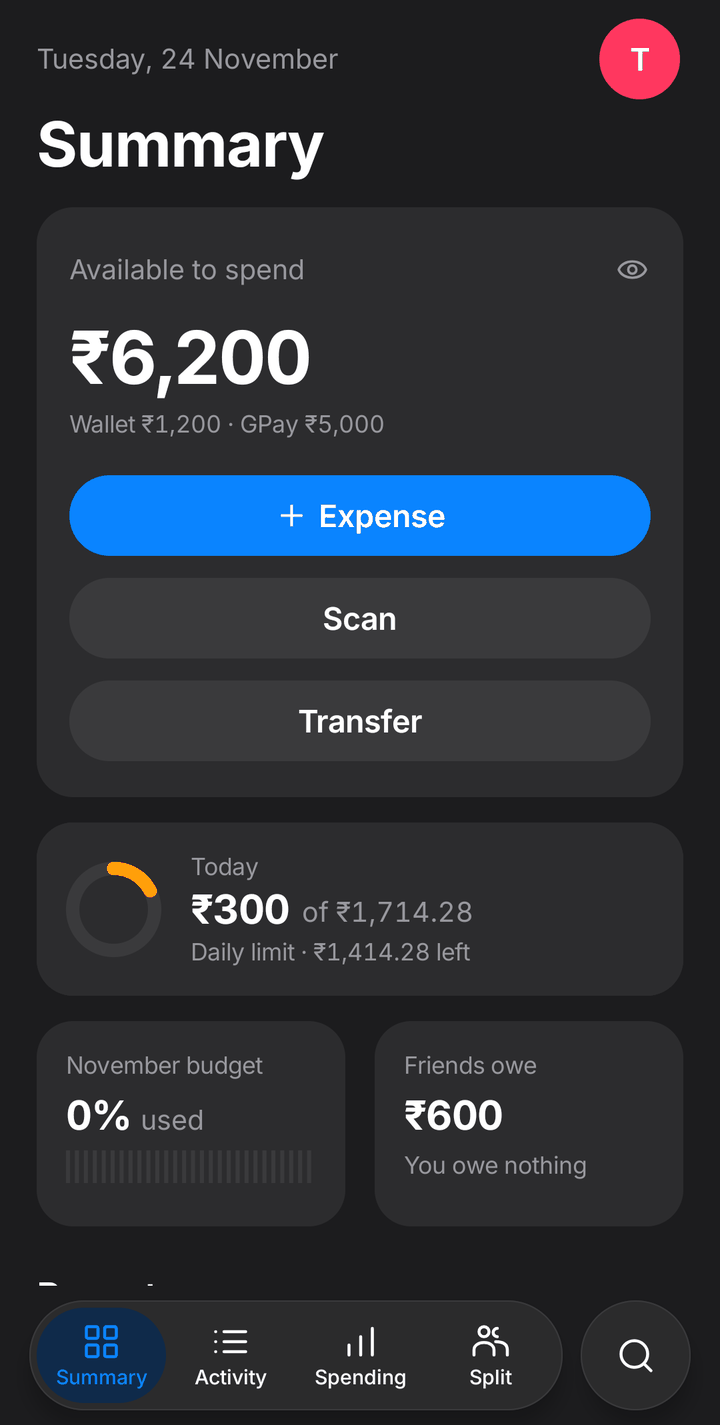 Tuesday, 24 November
T
Summary
Available to spend
₹6,200
Wallet ₹1,200 · GPay ₹5,000
+ Expense
Scan
Transfer
Today
₹300 of ₹1,714.28
Daily limit · ₹1,414.28 left
November budget
0% used
Friends owe
₹600
You owe nothing
Summary
Activity
Spending
Split